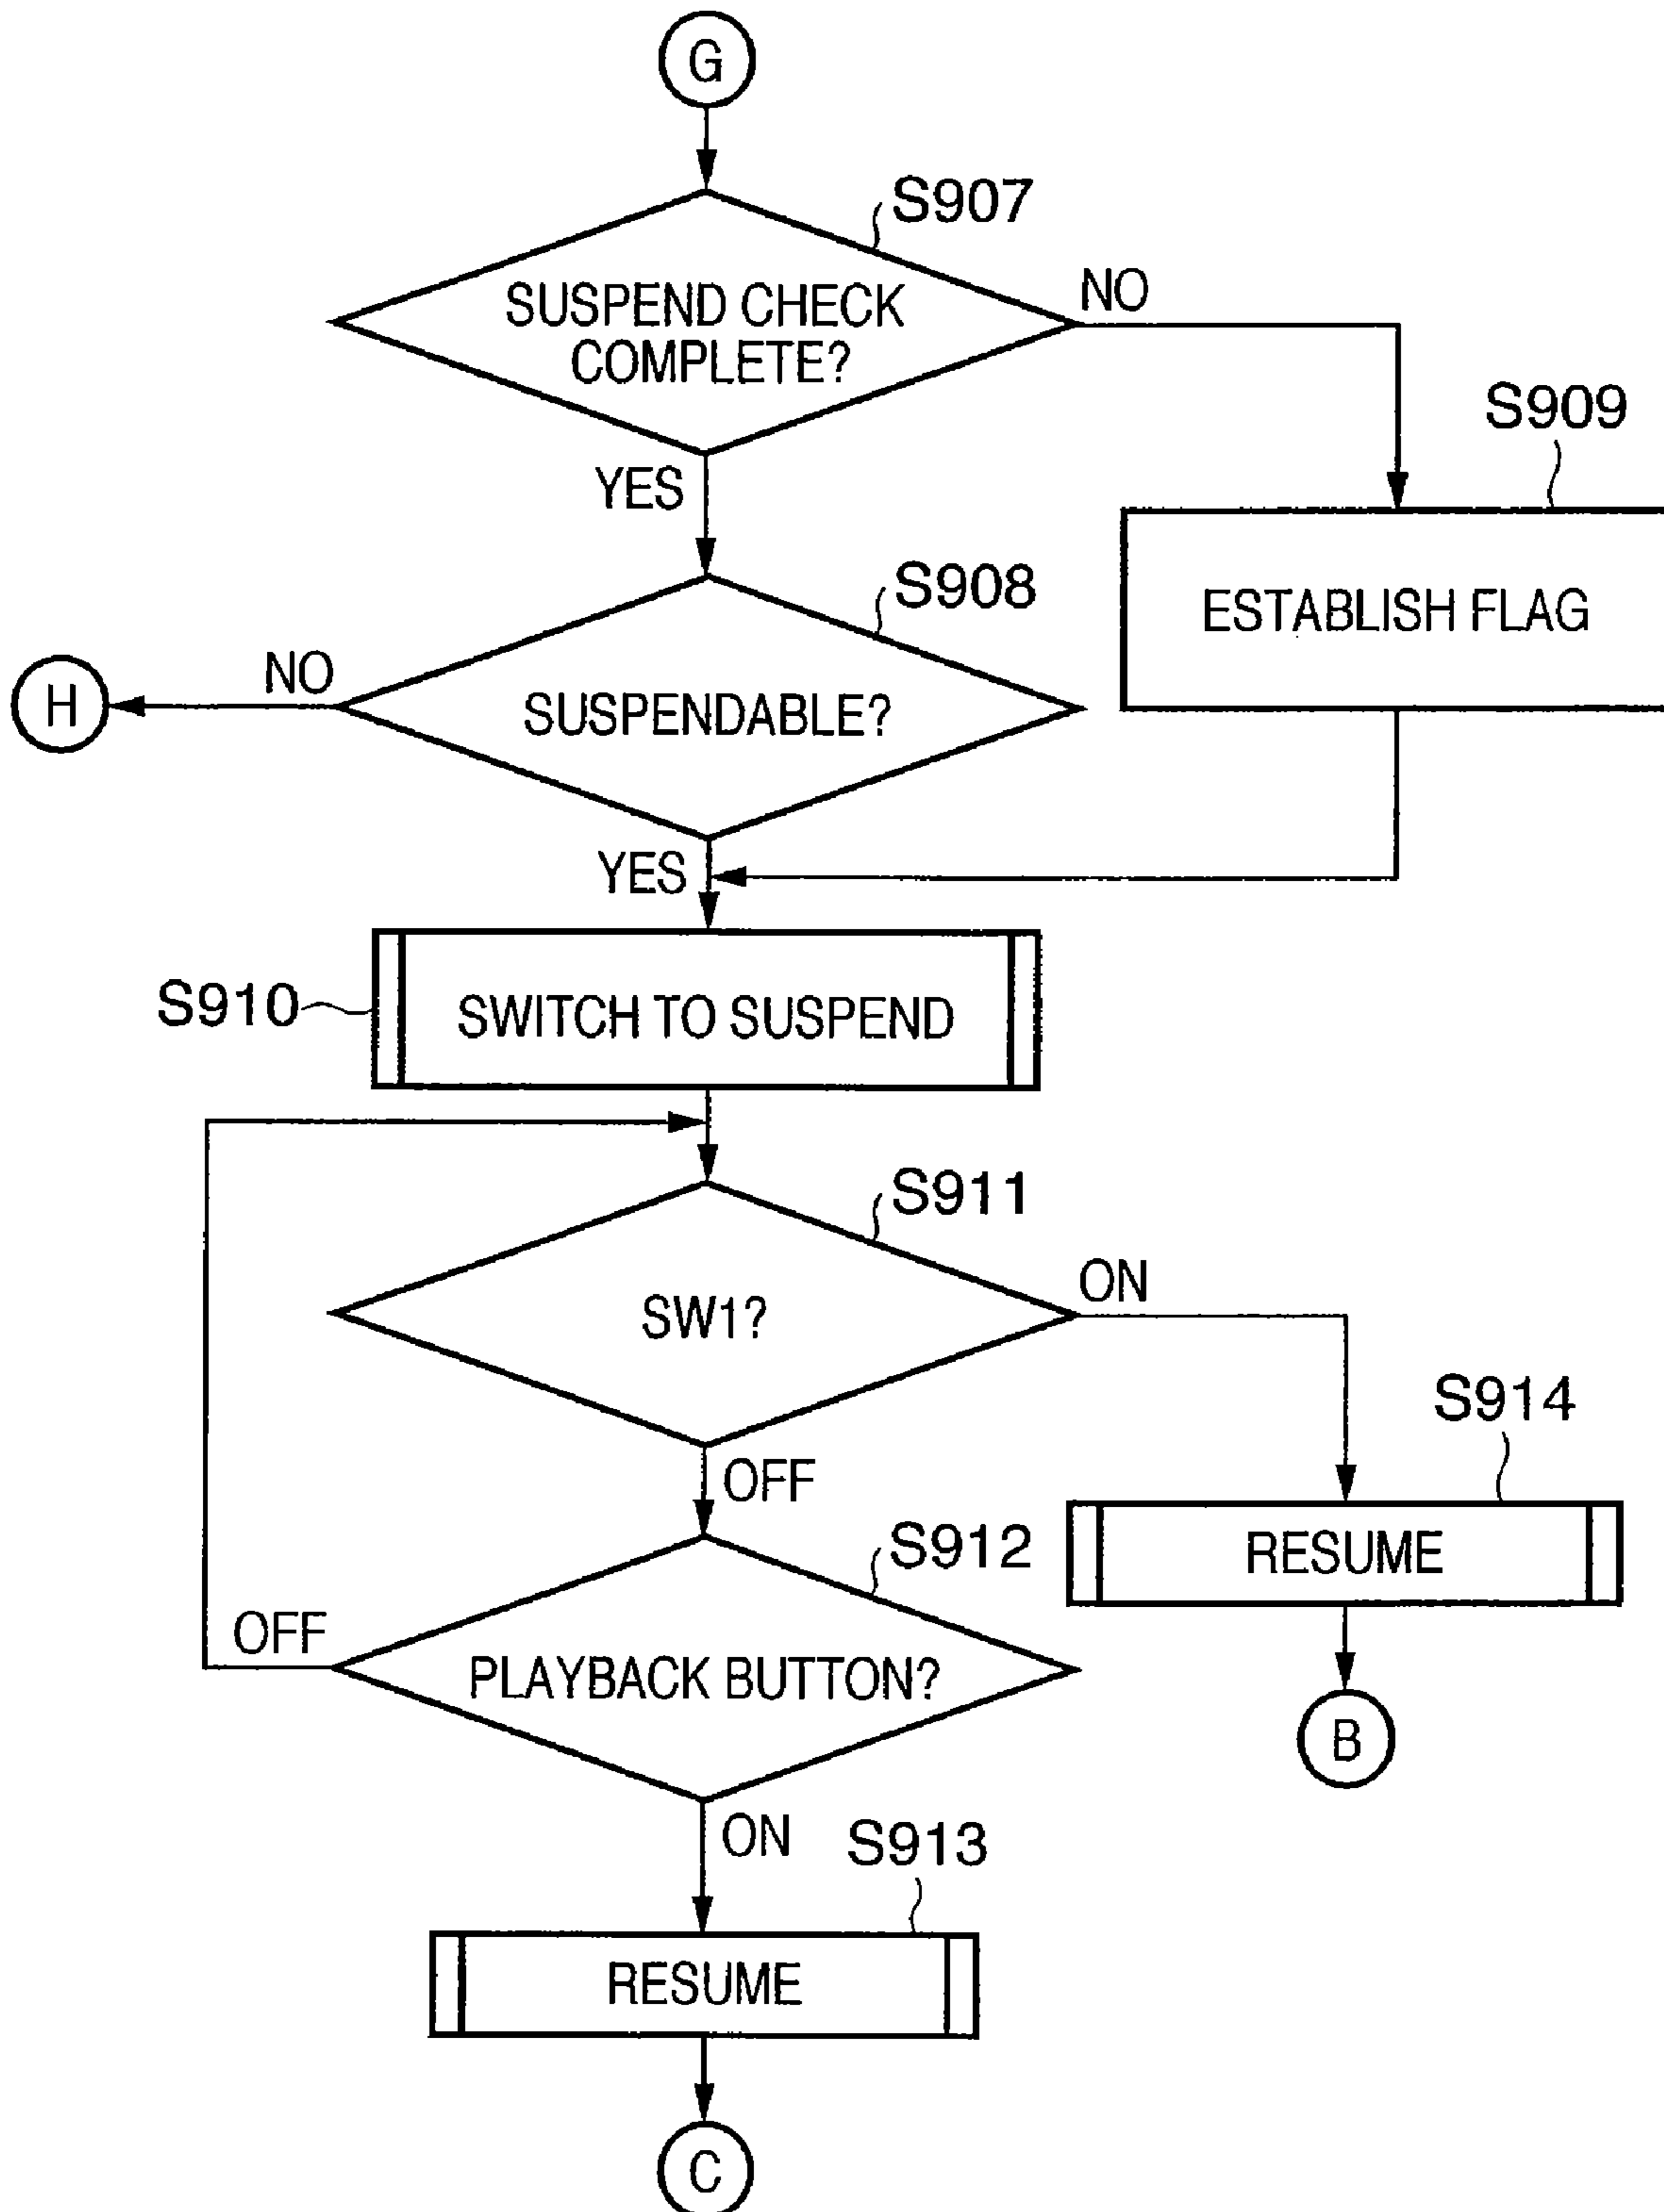 G
S907
SUSPEND CHECK
COMPLETE?
NO
YES
S909
ESTABLISH FLAG
S908
SUSPENDABLE?
NO
H
YES
S910
SWITCH TO SUSPEND
S911
SW1?
ON
OFF
S914
RESUME
B
S912
PLAYBACK BUTTON?
OFF
ON
S913
RESUME
C